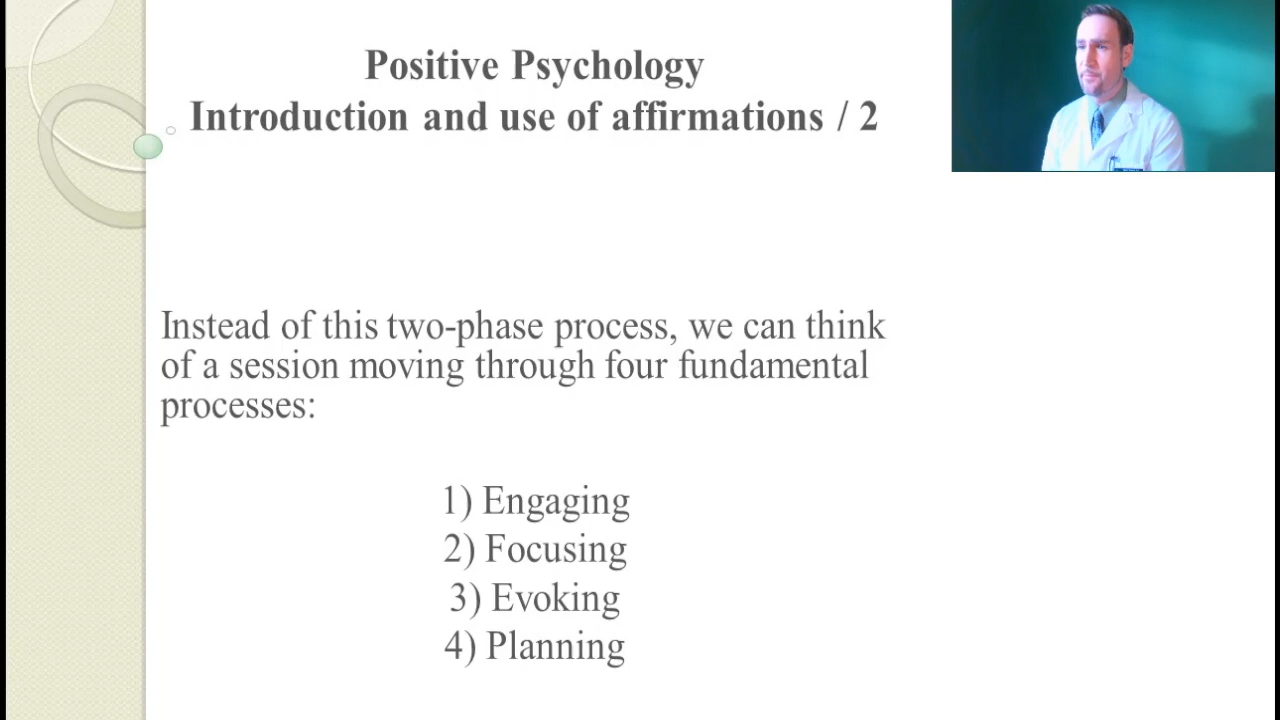 Positive Psychology
Introduction and use of affirmations / 2
Instead of this two-phase process, we can think
of a session moving through four fundamental
processes:
1) Engaging
2) Focusing
3) Evoking
4) Planning